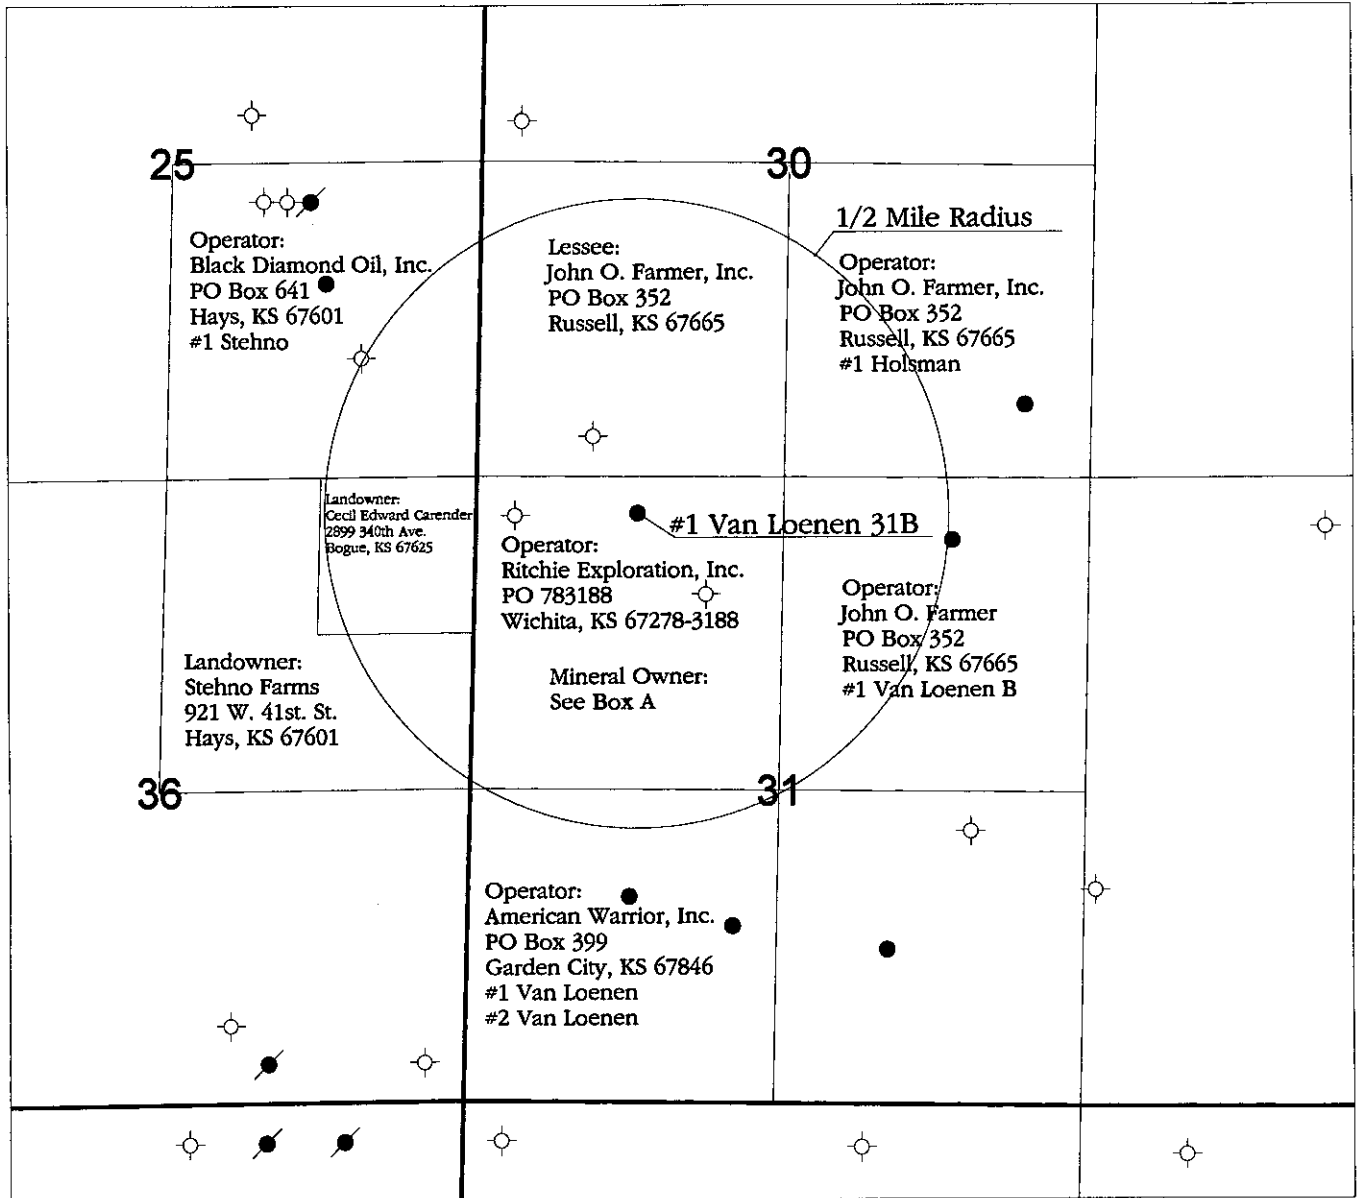 25
30
1/2 Mile Radius
Operator:
Black Diamond Oil, Inc.
PO Box 641
Hays, KS 67601
#1 Stehno
Lessee:
John O. Farmer, Inc.
PO Box 352
Russell, KS 67665
Operator:
John O. Farmer, Inc.
PO Box 352
Russell, KS 67665
#1 Holsman
Landowner:
Cecil Edward Carender
2899 340th Ave.
Bogue, KS 67625
#1 Van Loenen 31B
Operator:
Ritchie Exploration, Inc.
PO 783188
Wichita, KS 67278-3188
Mineral Owner:
See Box A
Operator:
John O. Farmer
PO Box 352
Russell, KS 67665
#1 Van Loenen B
Landowner:
Stehno Farms
921 W. 41st. St.
Hays, KS 67601
36
31
Operator:
American Warrior, Inc.
PO Box 399
Garden City, KS 67846
#1 Van Loenen
#2 Van Loenen